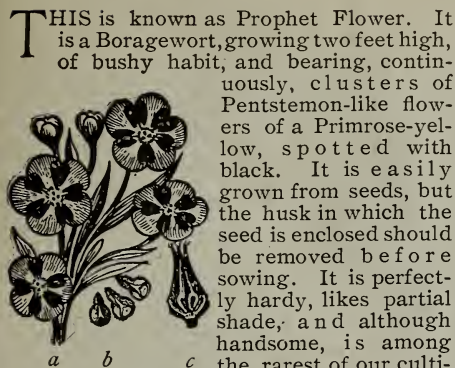 THIS is known as Prophet Flower. It
is a Boragewort, growing two feet high,
of bushy habit, and bearing, contin-
uously, clusters of
Pentstemon-like flow-
ers of a Primrose-yel-
low, spotted with
black. It is easily
grown from seeds, but
the husk in which the
seed is enclosed should
be removed before
sowing. It is perfect-
ly hardy, likes partial
shade, and although
handsome, is among
the rarest of our culti-
a b c